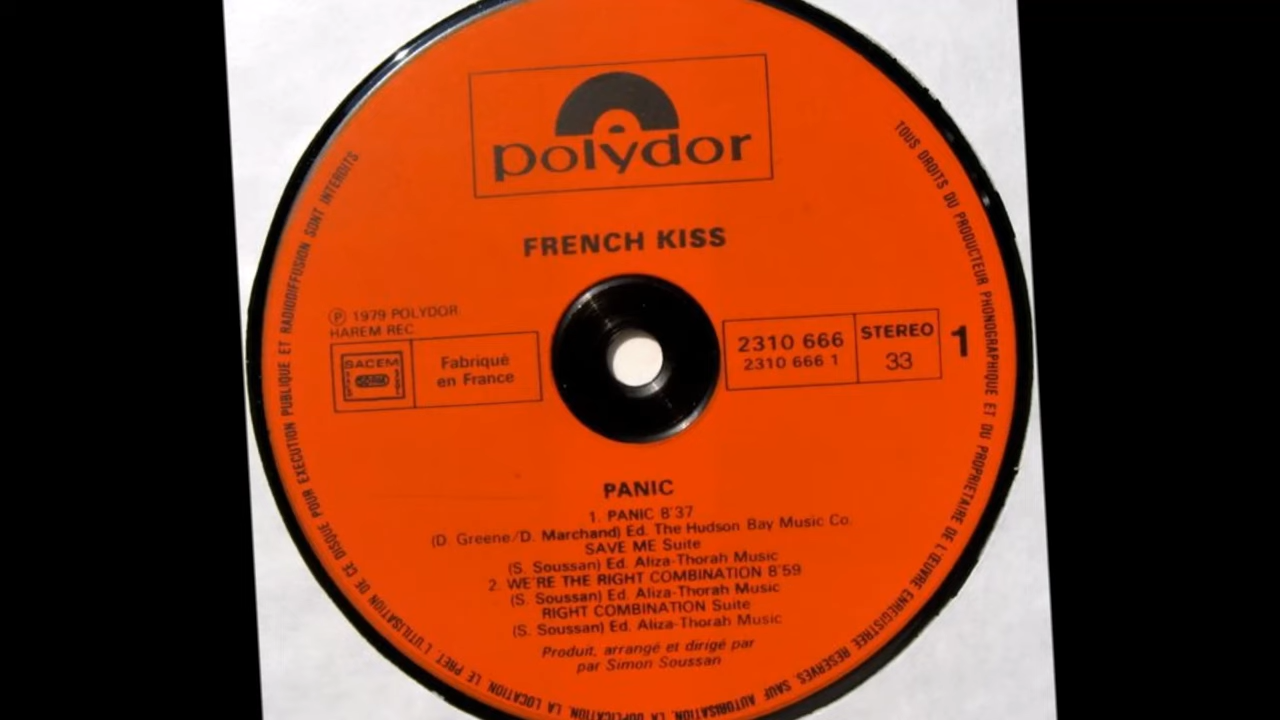 polydor
FRENCH KISS
Ⓟ 1979 POLYDOR
HAREM REC
SACEM
Fabriqué
en France
2310 666
2310 666 1
STEREO
33
1
PANIC
1. PANIC 8'37
(D. Greene/D. Marchand) Ed. The Hudson Bay Music Co.
SAVE ME Suite
(S. Soussan) Ed. Aliza-Thorah Music
2. WE'RE THE RIGHT COMBINATION 8'59
(S. Soussan) Ed. Aliza-Thorah Music
RIGHT COMBINATION Suite
(S. Soussan) Ed. Aliza-Thorah Music
Produit, arrangé et dirigé par
par Simon Soussan
TOUS DROITS DU PRODUCTEUR PHONOGRAPHIQUE ET DU PROPRIETAIRE DE L'ŒUVRE ENREGISTREE RESERVES. SAUF AUTORISATION, LA DUPLICATION, LA LOCATION, LE PRET, L'UTILISATION DE CE DISQUE POUR EXECUTION PUBLIQUE ET RADIODIFFUSION SONT INTERDITS